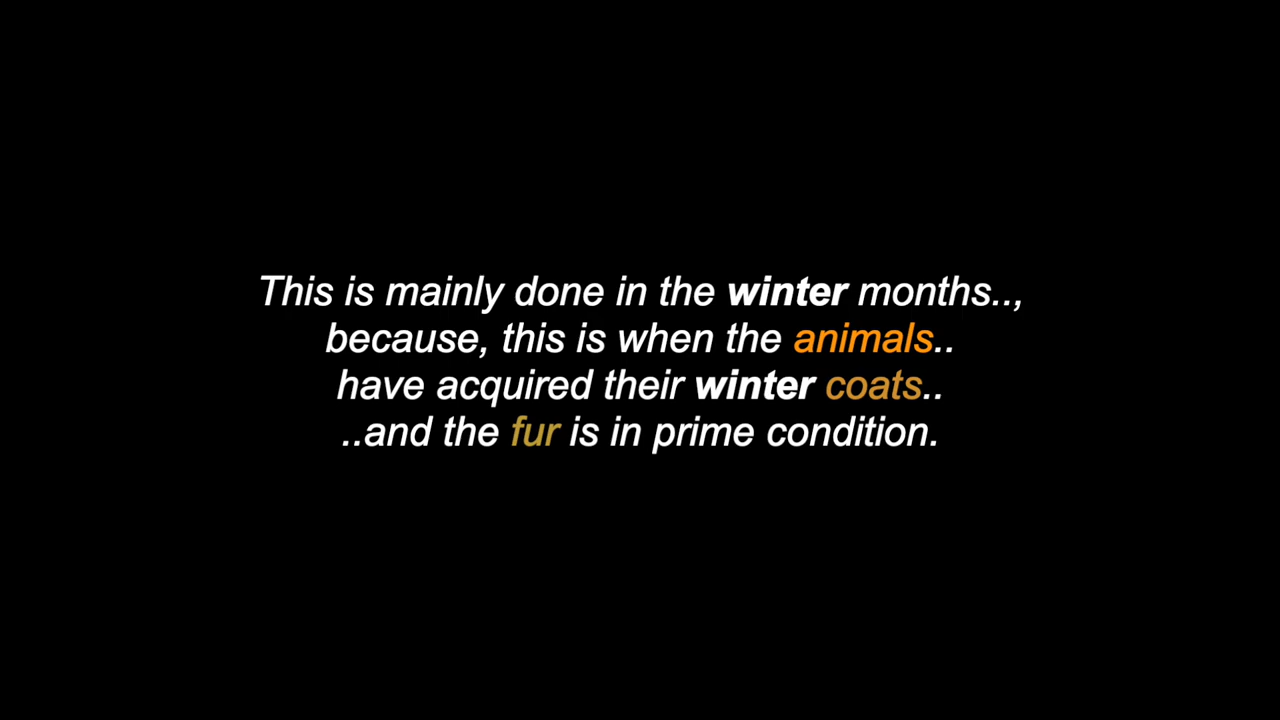 This is mainly done in the winter months..,
because, this is when the animals..
have acquired their winter coats..
..and the fur is in prime condition.